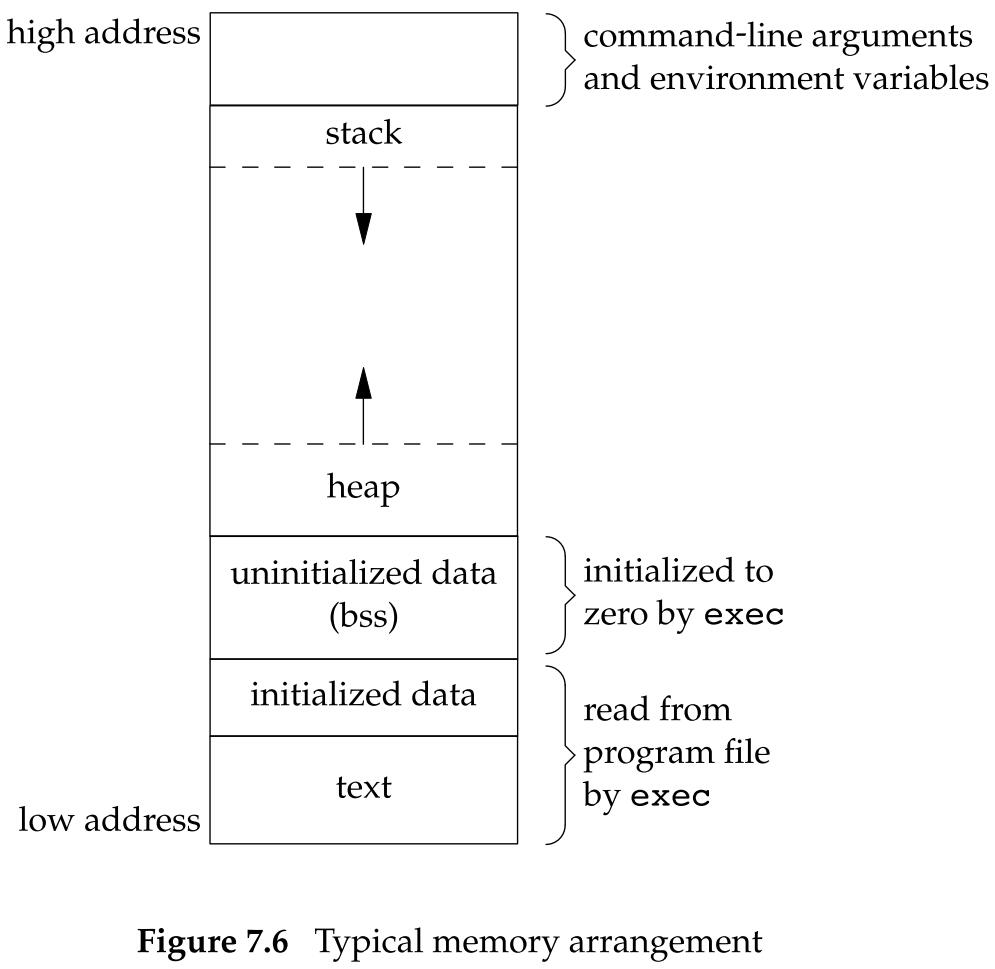 high address
command-line arguments
and environment variables
stack
heap
uninitialized data
(bss)
initialized to
zero by exec
initialized data
read from
program file
by exec
text
low address
Figure 7.6 Typical memory arrangement